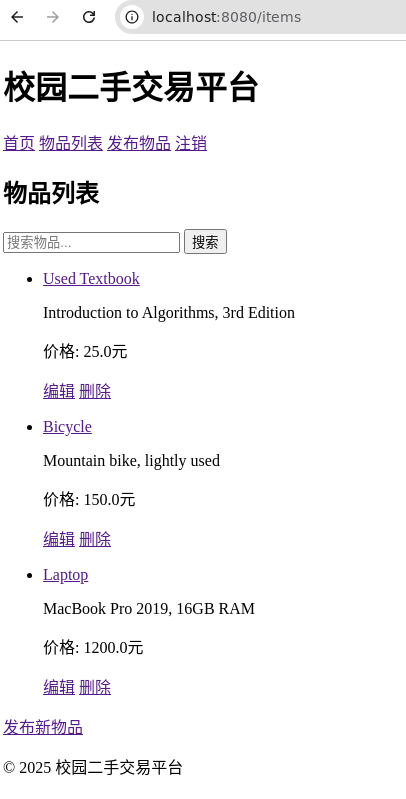 localhost:8080/items
校园二手交易平台
首页 物品列表 发布物品 注销
物品列表
搜索物品... 搜索
Used Textbook
Introduction to Algorithms, 3rd Edition
价格: 25.0元
编辑 删除
Bicycle
Mountain bike, lightly used
价格: 150.0元
编辑 删除
Laptop
MacBook Pro 2019, 16GB RAM
价格: 1200.0元
编辑 删除
发布新物品
© 2025 校园二手交易平台